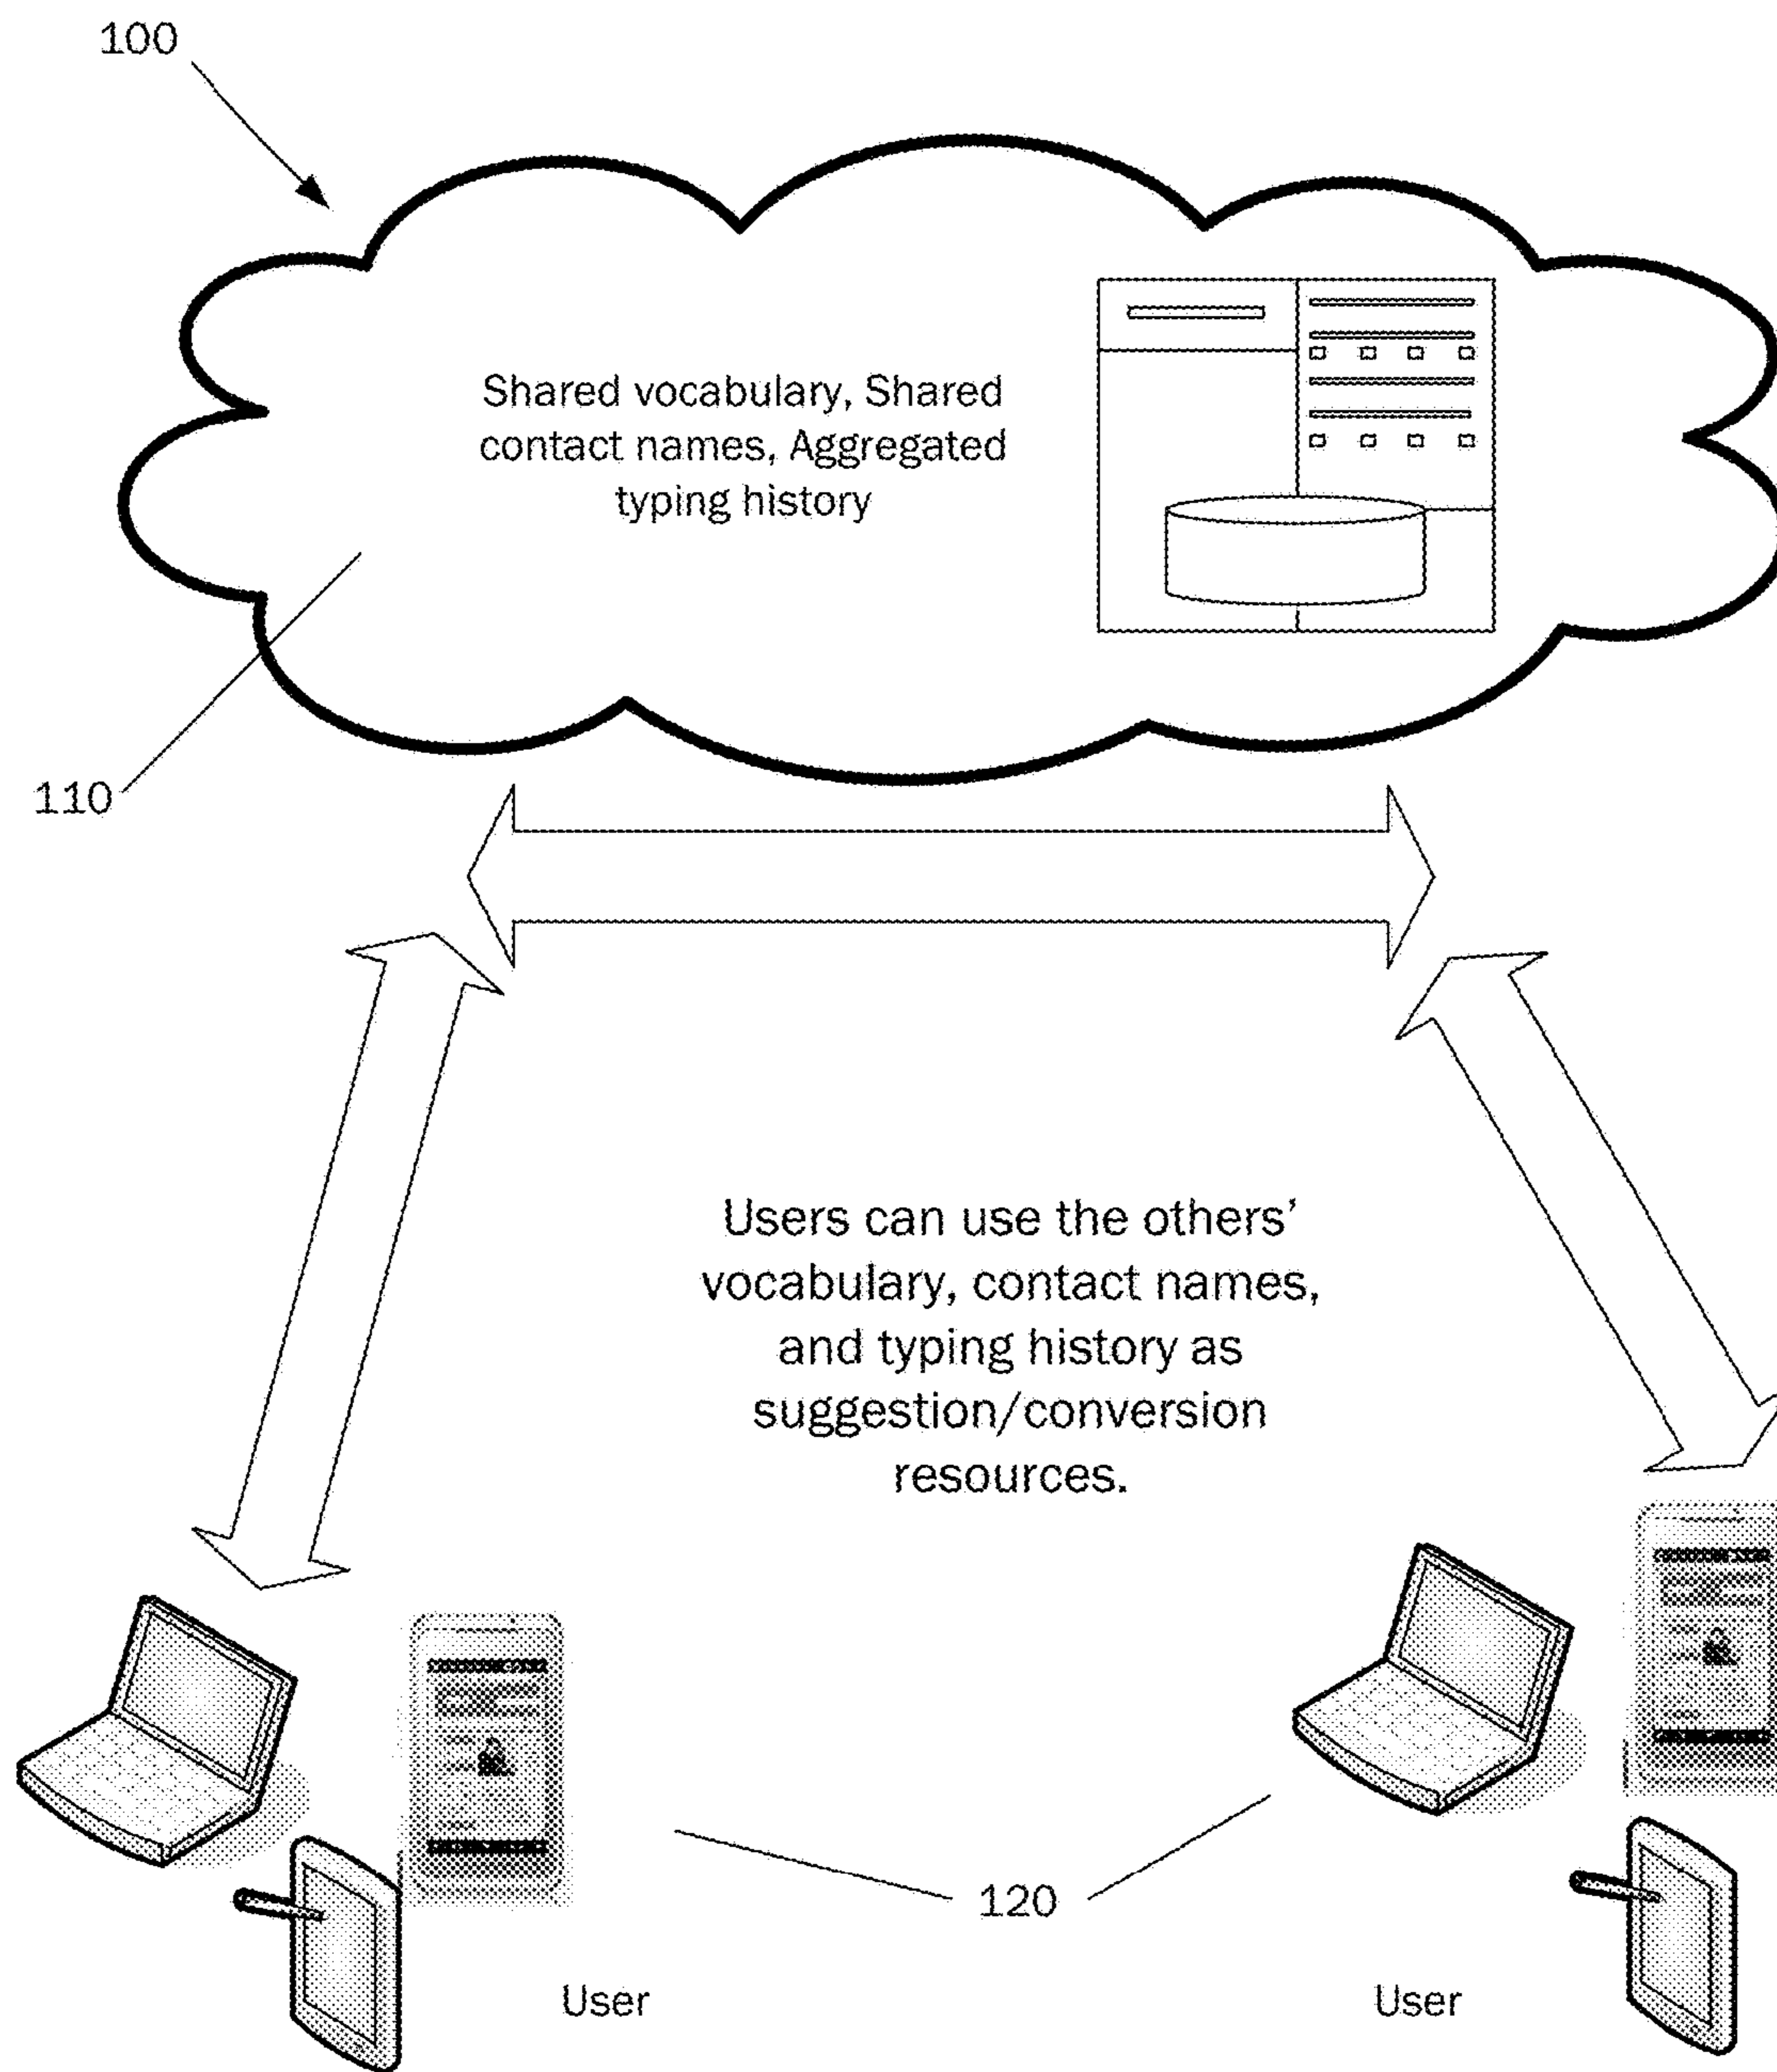 100
Shared vocabulary, Shared
contact names, Aggregated
typing history
110
Users can use the others’
vocabulary, contact names,
and typing history as
suggestion/conversion
resources.
120
User
User